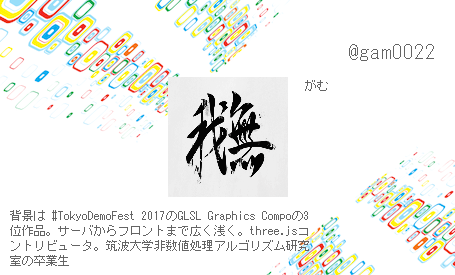 @gam0022
がむ
我無
背景は #TokyoDemoFest 2017のGLSL Graphics Compoの3
位作品。サーバからフロントまで広く浅く。three.jsコ
ントリビュータ。筑波大学非数値処理アルゴリズム研究
室の卒業生